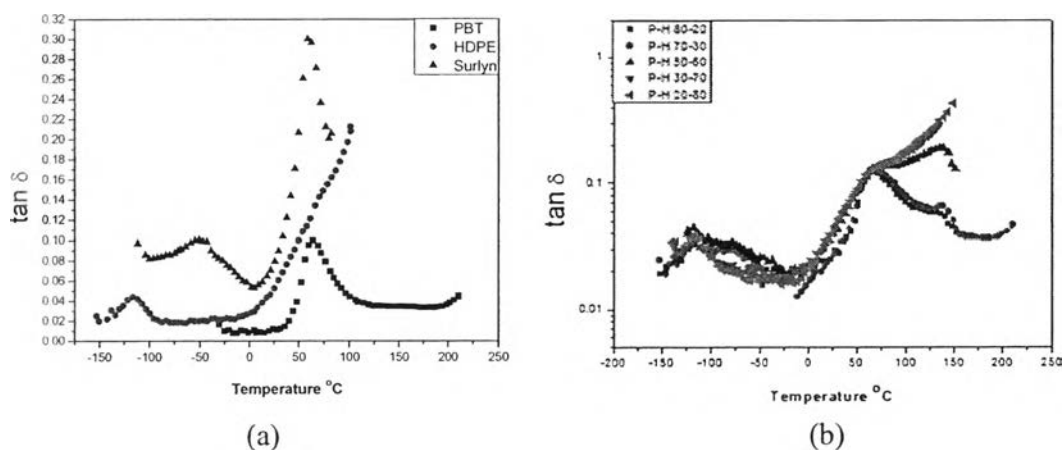 0.32
0.30
0.28
0.26
0.24
0.22
0.20
0.18
0.16
0.14
0.12
0.10
0.08
0.06
0.04
0.02
0.00
tan δ
PBT
HDPE
Surlyn
-150
-100
-50
0
50
100
150
200
250
Temperature °C
(a)
1
0.1
0.01
tan δ
P-H 80-20
P-H 70-30
P-H 50-60
P-H 30-70
P-H 20-80
-200
-150
-100
-50
0
50
100
150
200
250
Temperature °C
(b)